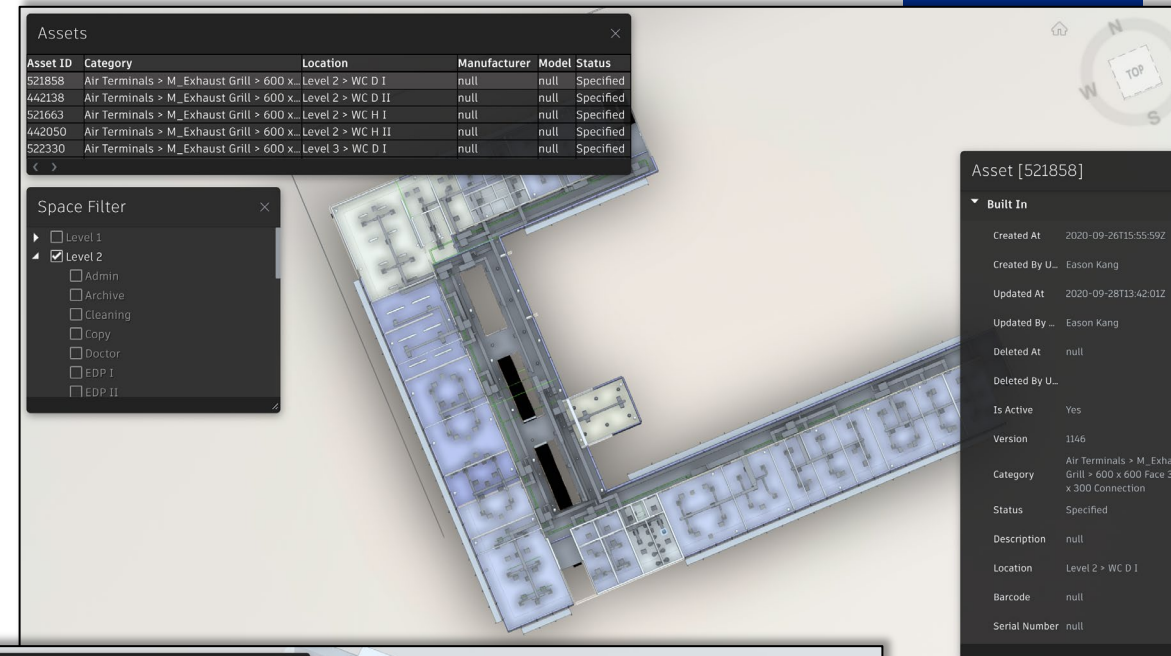 Assets
Asset ID Category Location Manufacturer Model Status
521858 Air Terminals > M_Exhaust Grill > 600 x... Level 2 > WC D I null null Specified
442138 Air Terminals > M_Exhaust Grill > 600 x... Level 2 > WC D II null null Specified
521663 Air Terminals > M_Exhaust Grill > 600 x... Level 2 > WC H I null null Specified
442050 Air Terminals > M_Exhaust Grill > 600 x... Level 2 > WC H II null null Specified
522330 Air Terminals > M_Exhaust Grill > 600 x... Level 3 > WC D I null null Specified
Space Filter
Level 1
Level 2
Admin
Archive
Cleaning
Copy
Doctor
EDP I
EDP II
N
TOP
W
S
Asset [521858]
Built In
Created At 2020-09-26T15:55:59Z
Created By U... Eason Kang
Updated At 2020-09-28T13:42:01Z
Updated By ... Eason Kang
Deleted At null
Deleted By U...
Is Active Yes
Version 1146
Category Air Terminals > M_Exha
Grill > 600 x 600 Face 3
x 300 Connection
Status Specified
Description null
Location Level 2 > WC D I
Barcode null
Serial Number null